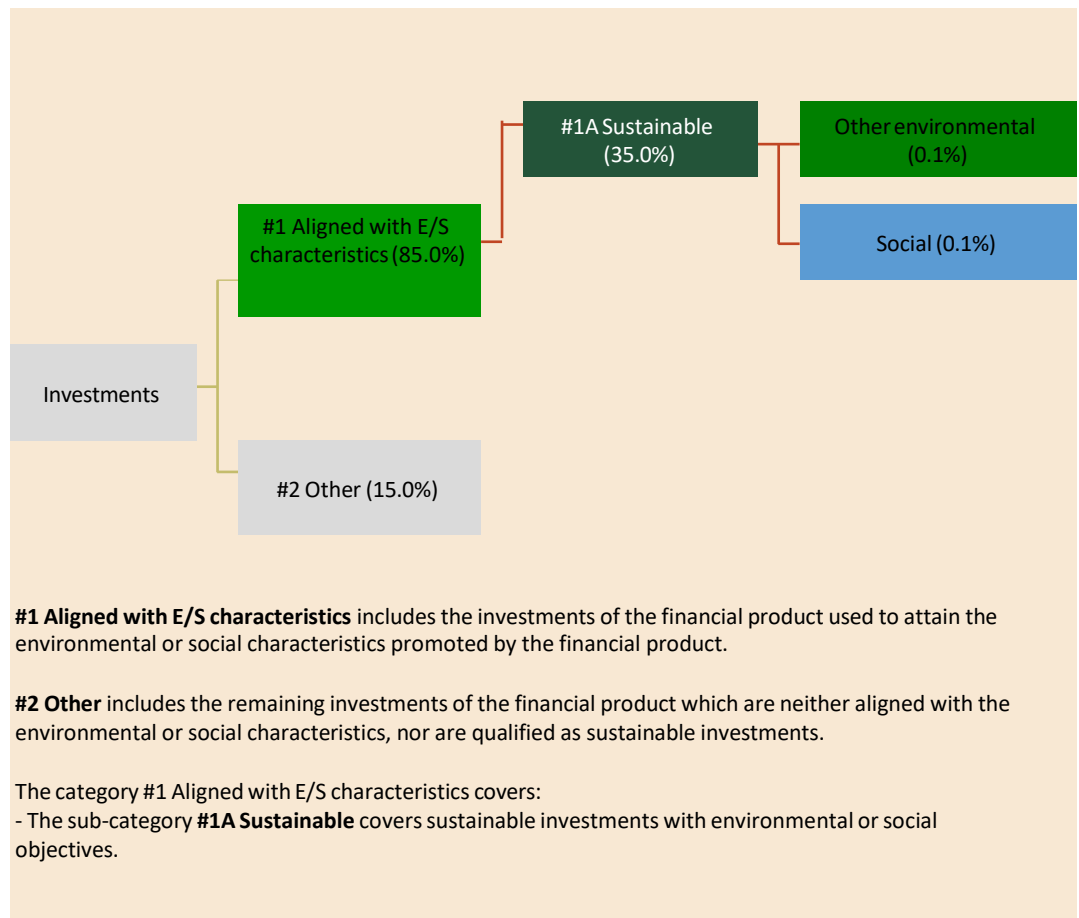 #1A Sustainable
(35.0%)
Other environmental
(0.1%)
#1 Aligned with E/S
characteristics (85.0%)
Social (0.1%)
Investments
#2 Other (15.0%)
#1 Aligned with E/S characteristics includes the investments of the financial product used to attain the
environmental or social characteristics promoted by the financial product.
#2 Other includes the remaining investments of the financial product which are neither aligned with the
environmental or social characteristics, nor are qualified as sustainable investments.
The category #1 Aligned with E/S characteristics covers:
- The sub-category #1A Sustainable covers sustainable investments with environmental or social
objectives.